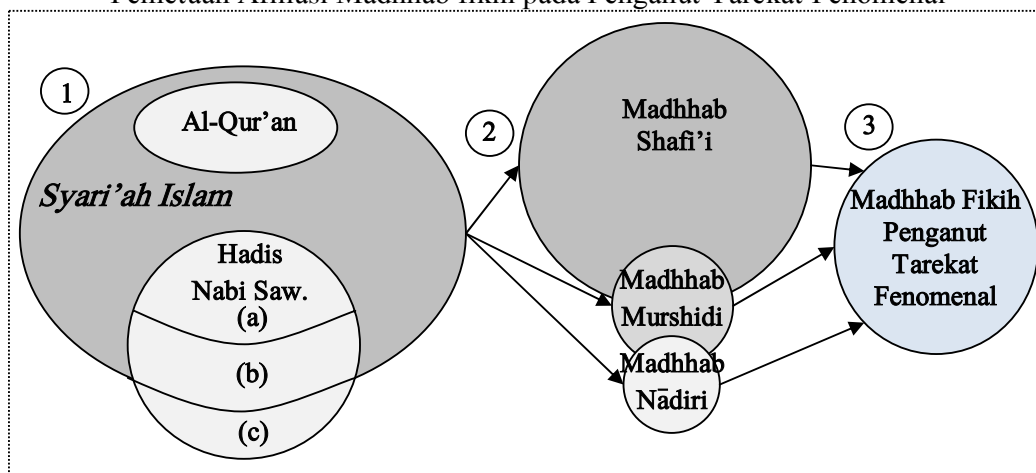 Pemetaan Afiliasi Madhhab fikih pada Penganut Tarekat Fenomenal
1
Al-Qur'an
Syari'ah Islam
Hadis
Nabi Saw.
(a)
(b)
(c)
2
Madhhab
Shafi'i
Madhhab
Murshidi
Madhhab
Nādiri
3
Madhhab Fikih
Penganut
Tarekat
Fenomenal